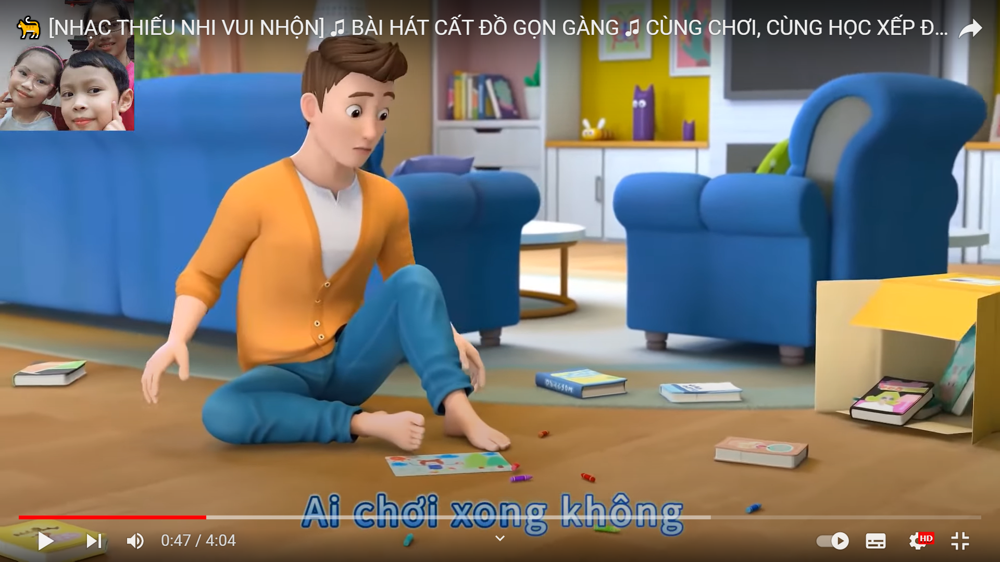 [NHẠC THIẾU NHI VUI NHỘN] ♫ BÀI HÁT CẤT ĐỒ GỌN GÀNG ♫ CÙNG CHƠI, CÙNG HỌC XẾP Đ...
Ai chơi xong không
0:47 / 4:04
HD